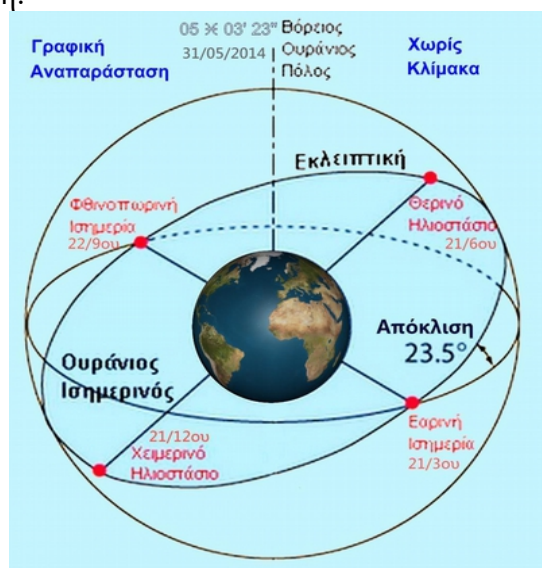 η.
05 ♓ 03' 23" Βόρειος
Γραφική
Αναπαράσταση
31/05/2014
Ουράνιος
Πόλος
Χωρίς
Κλίμακα
Εκλειπτική
Φθινοπωρινή
Ισημερία
22/9ου
Θερινό
Ηλιοστάσιο
21/6ου
Απόκλιση
23.5°
Ουράνιος
Ισημερινός
21/12ου
Χειμερινό
Ηλιοστάσιο
Εαρινή
Ισημερία
21/3ου